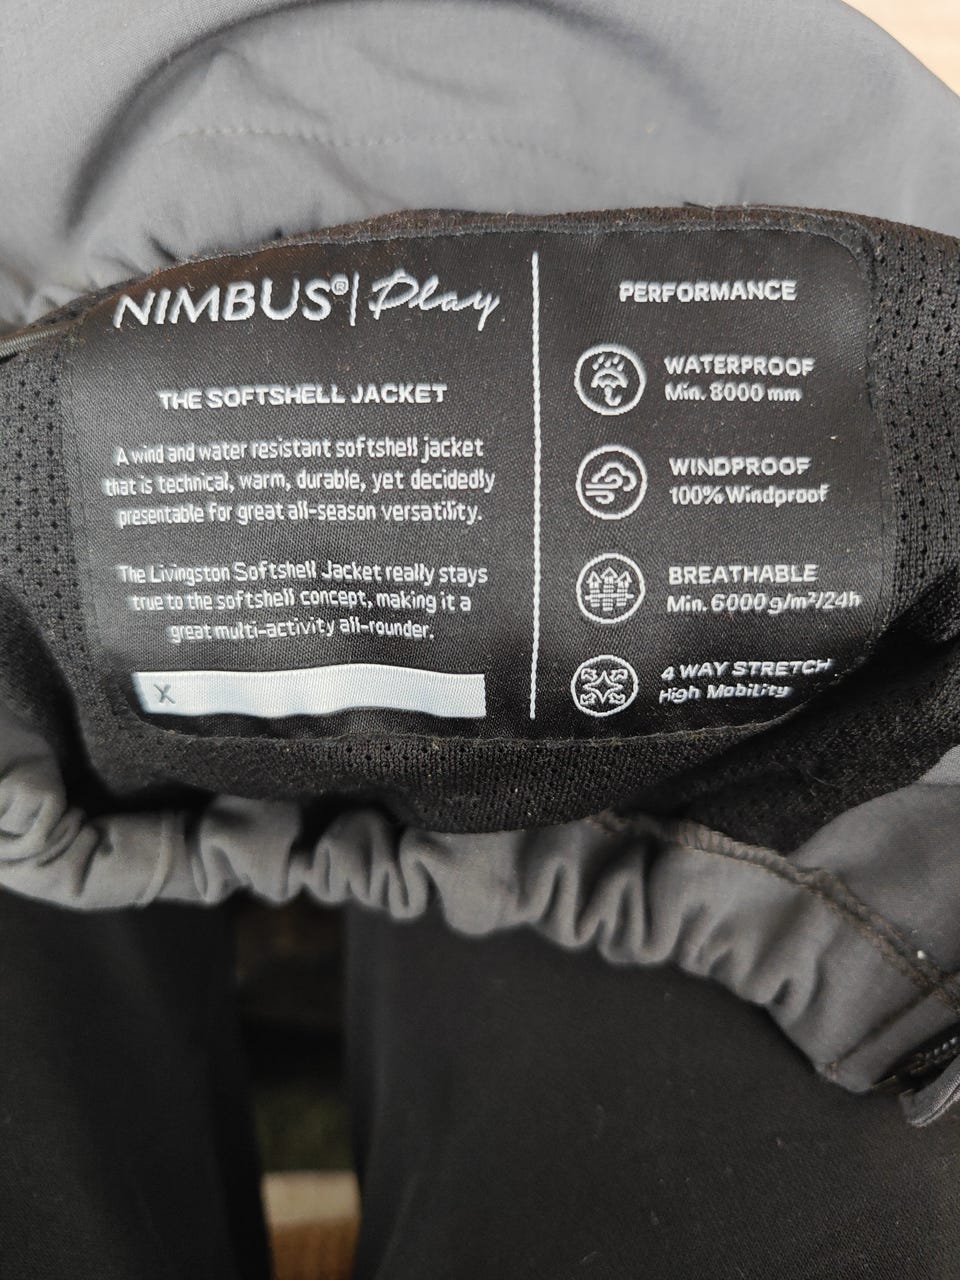 NIMBUS® | Play
THE SOFTSHELL JACKET
A wind and water resistant softshell jacket
that is technical, warm, durable, yet decidedly
presentable for great all-season versatility.
The Livingston Softshell Jacket really stays
true to the softshell concept, making it a
great multi-activity all-rounder.
X
PERFORMANCE
WATERPROOF
Min. 8000 mm
WINDPROOF
100% Windproof
BREATHABLE
Min. 6000 g/m²/24h
4 WAY STRETCH
High Mobility